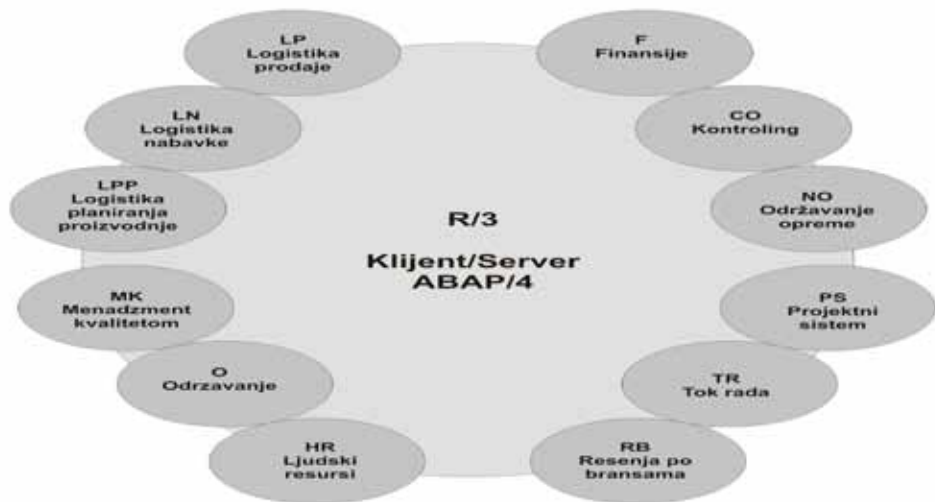 LP
Logistika
prodaje
F
Finansije
LN
Logistika
nabavke
CO
Kontroling
LPP
Logistika
planiranja
proizvodnje
NO
Održavanje
opreme
R/3
Klijent/Server
ABAP/4
MK
Menadzment
kvalitetom
PS
Projektni
sistem
O
Odrzavanje
TR
Tok rada
HR
Ljudski
resursi
RB
Resenja po
bransama